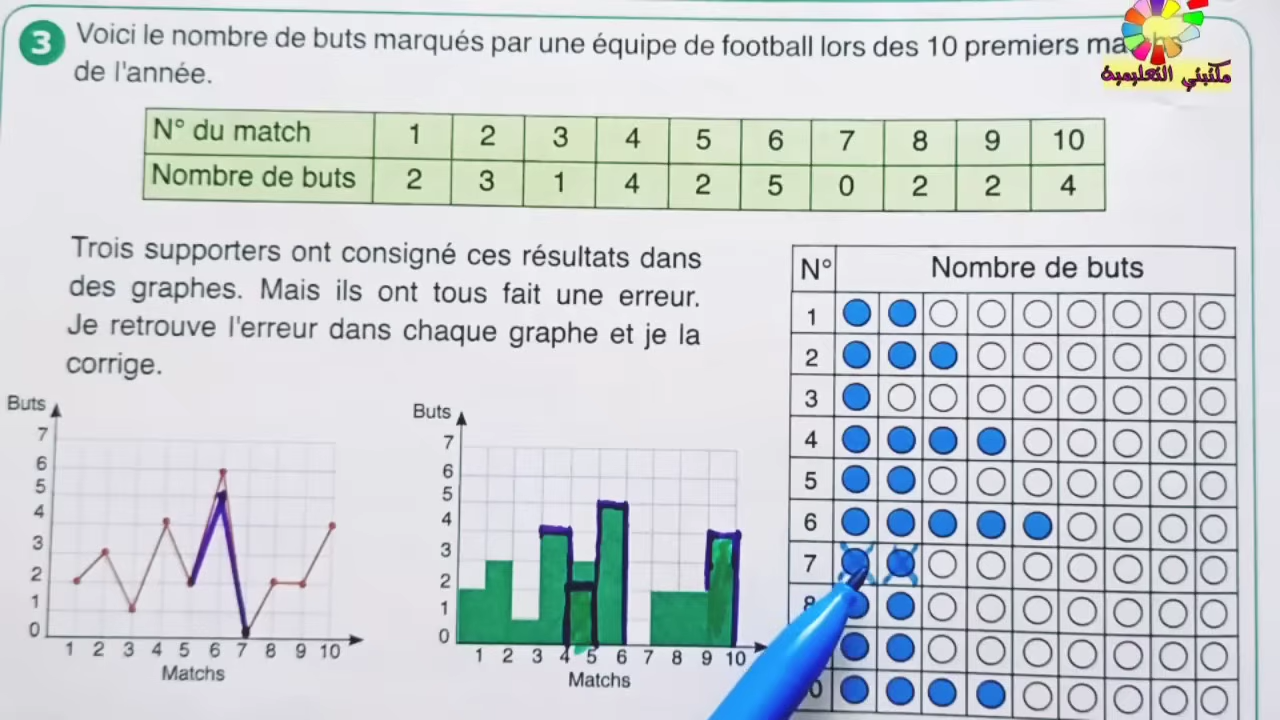 3 Voici le nombre de buts marqués par une équipe de football lors des 10 premiers
de l'année.
N° du match 1 2 3 4 5 6 7 8 9 10
Nombre de buts 2 3 1 4 2 5 0 2 2 4
Trois supporters ont consigné ces résultats dans
des graphes. Mais ils ont tous fait une erreur.
Je retrouve l'erreur dans chaque graphe et je la
corrige.
Buts
7
6
5
4
3
2
1
0
1 2 3 4 5 6 7 8 9 10
Matchs
Buts
7
6
5
4
3
2
1
0
1 2 3 4 5 6 7 8 9 10
Matchs
N° Nombre de buts
1
2
3
4
5
6
7
8
0
مكتبتي التعليمية